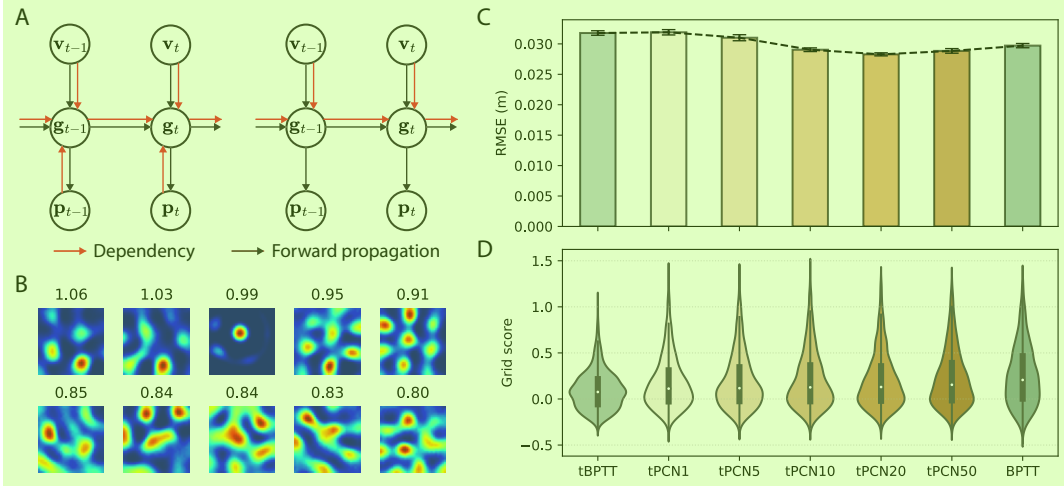 A
v_{t−1} v_t v_{t−1} v_t
g_{t−1} g_t g_{t−1} g_t
p_{t−1} p_t p_{t−1} p_t
Dependency Forward propagation
B
1.06 1.03 0.99 0.95 0.91
0.85 0.84 0.84 0.83 0.80
C
RMSE (m)
0.030
0.025
0.020
0.015
0.010
0.005
0.000
D
Grid score
1.5
1.0
0.5
0.0
−0.5
tBPTT tPCN1 tPCN5 tPCN10 tPCN20 tPCN50 BPTT